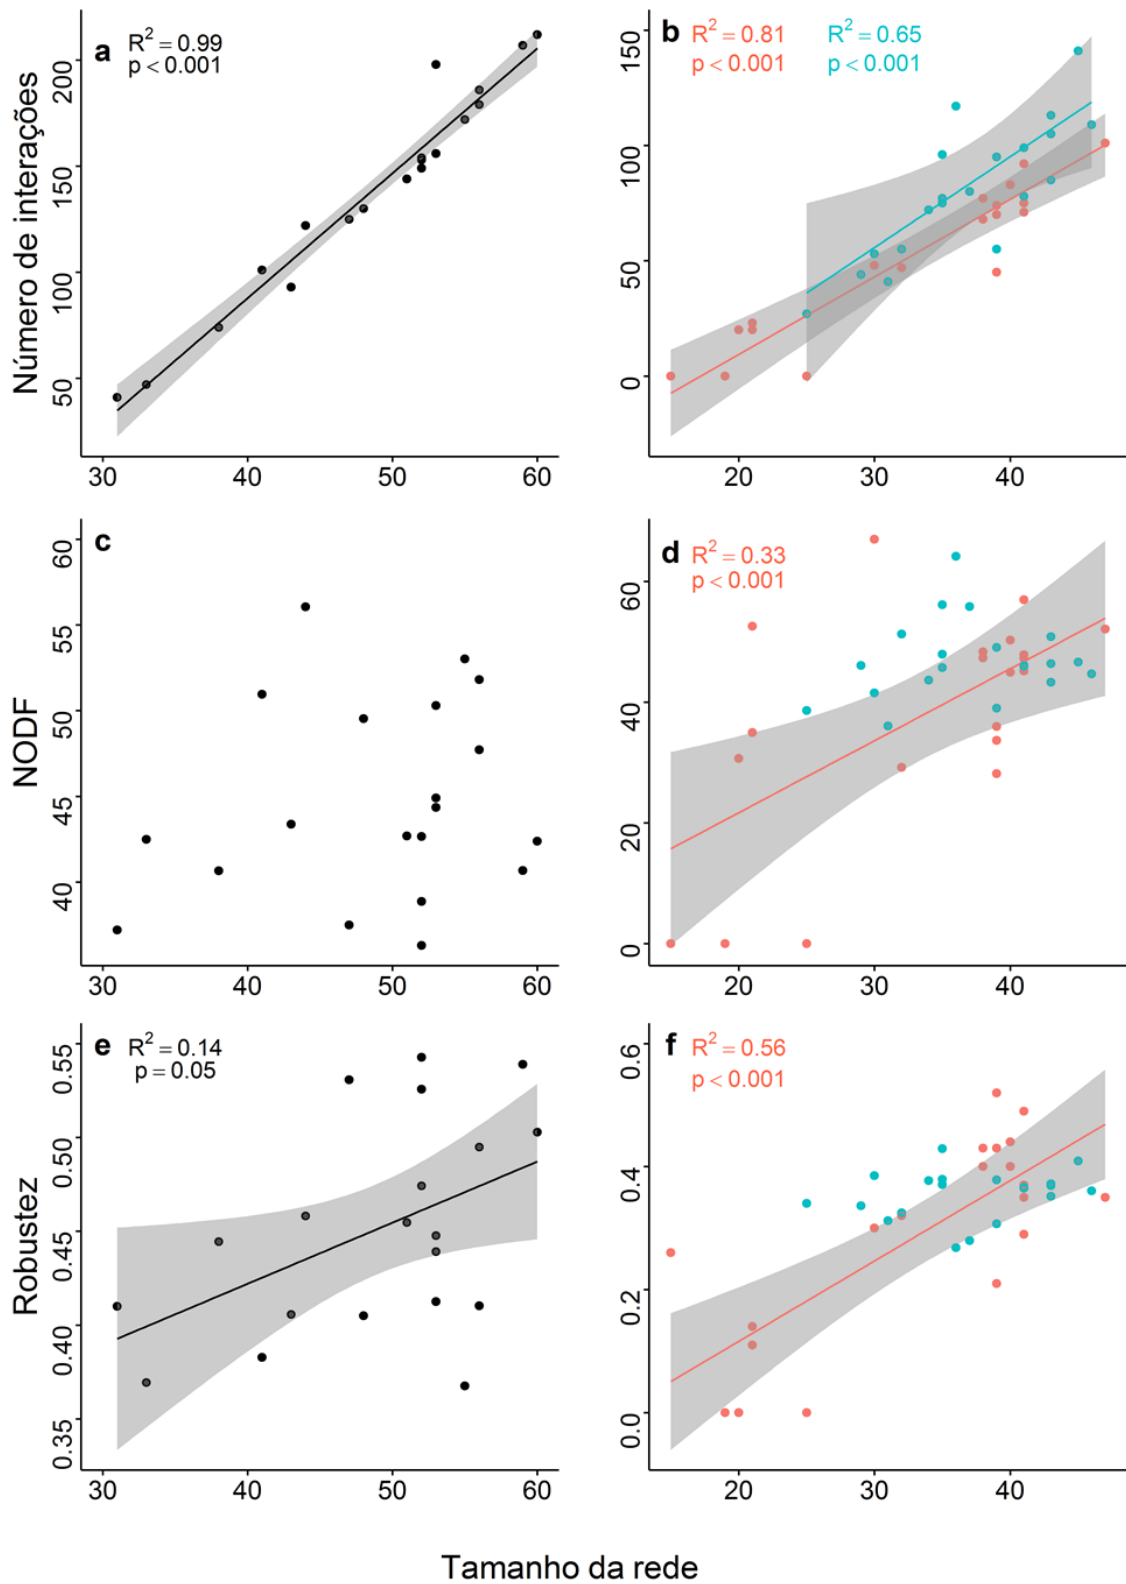 a
R² = 0.99
p < 0.001
Número de interações
50
100
150
200
30
40
50
60
b
R² = 0.81
p < 0.001
R² = 0.65
p < 0.001
0
50
100
150
20
30
40
c
NODF
40
45
50
55
60
30
40
50
60
d
R² = 0.33
p < 0.001
0
20
40
60
20
30
40
e
R² = 0.14
p = 0.05
Robustez
0.35
0.40
0.45
0.50
0.55
30
40
50
60
f
R² = 0.56
p < 0.001
0.0
0.2
0.4
0.6
20
30
40
Tamanho da rede